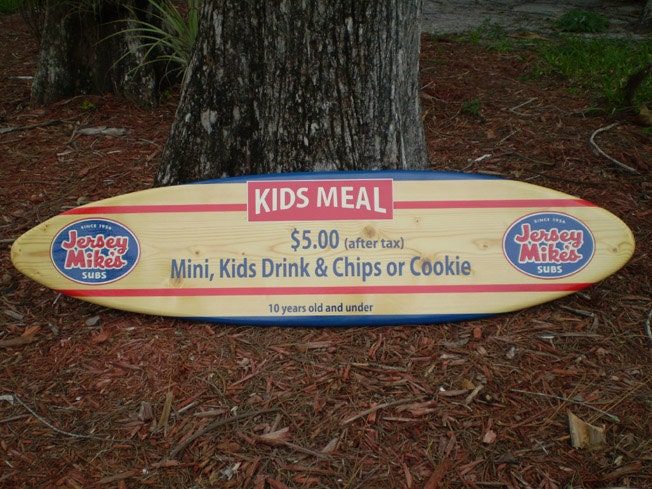 KIDS MEAL
$5.00 (after tax)
Mini, Kids Drink & Chips or Cookie
10 years old and under
SINCE 1956
Jersey
Mike's
SUBS
SINCE 1956
Jersey
Mike's
SUBS